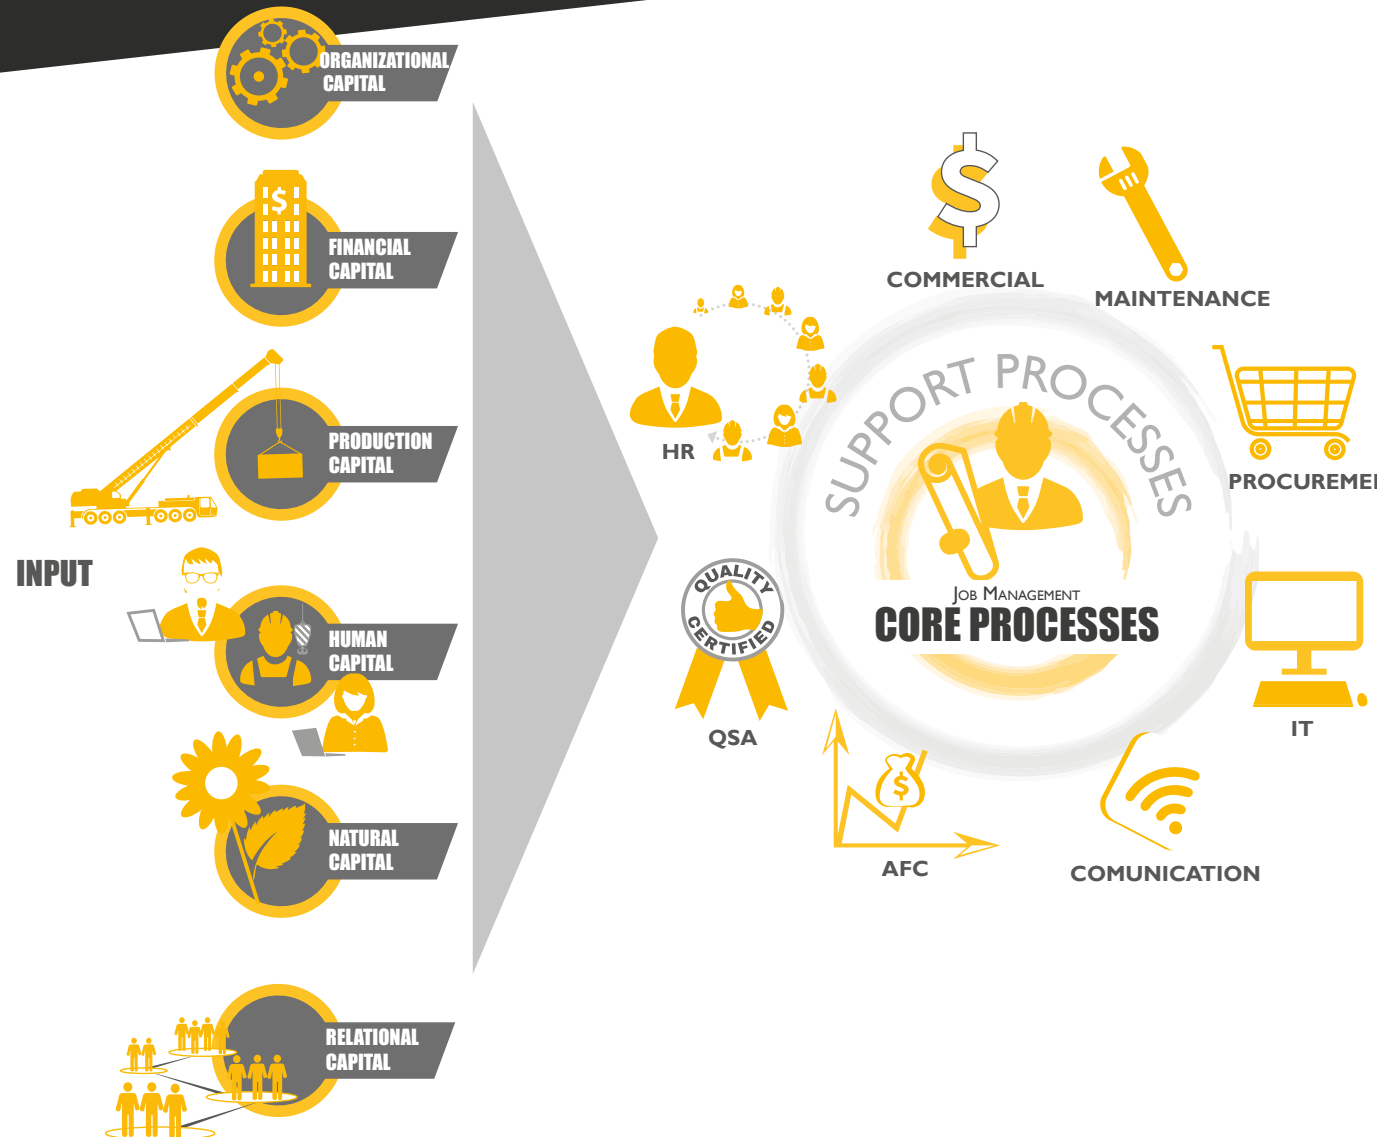 ORGANIZATIONAL
CAPITAL
$
FINANCIAL
CAPITAL
PRODUCTION
CAPITAL
INPUT
HUMAN
CAPITAL
NATURAL
CAPITAL
RELATIONAL
CAPITAL
$
COMMERCIAL
MAINTENANCE
HR
SUPPORT PROCESSES
PROCUREME
JOB MANAGEMENT
CORE PROCESSES
QUALITY
CERTIFIED
QSA
IT
$
AFC
COMUNICATION